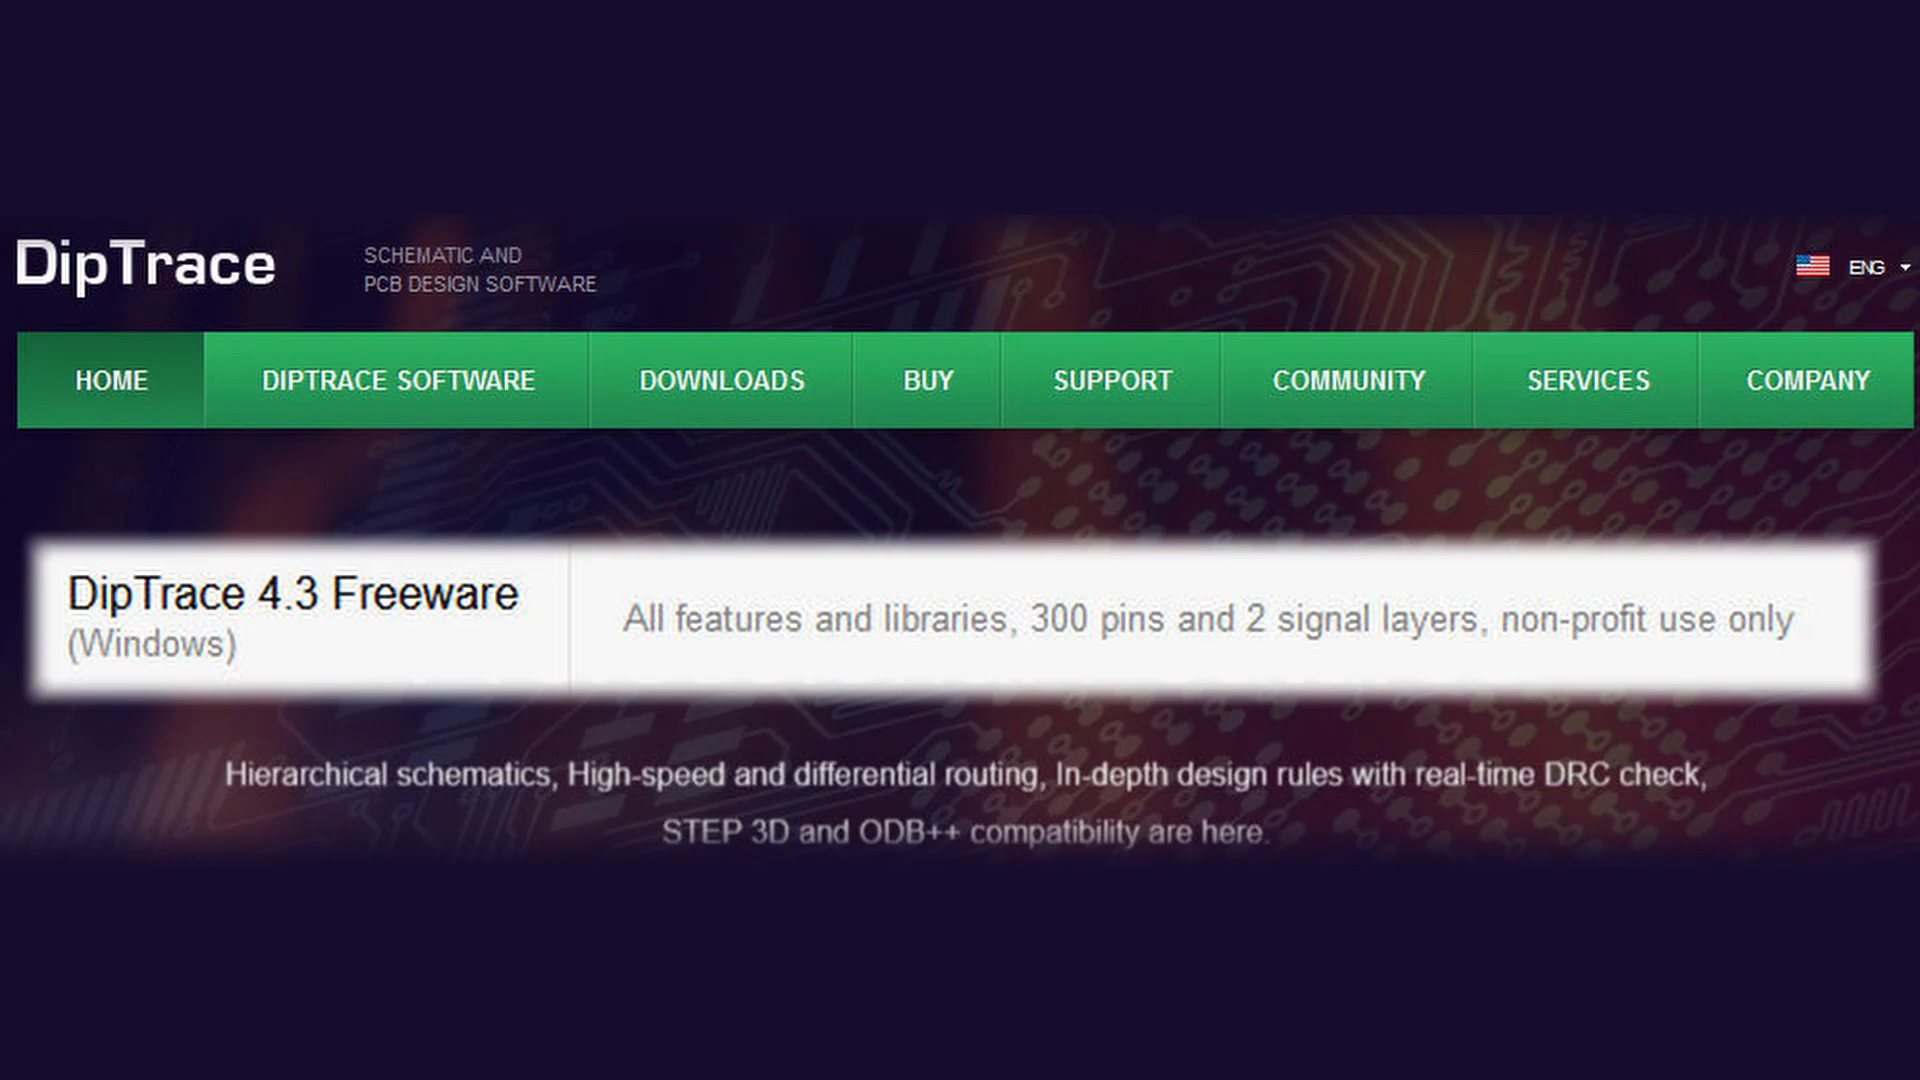 DipTrace
SCHEMATIC AND
PCB DESIGN SOFTWARE
ENG
HOME
DIPTRACE SOFTWARE
DOWNLOADS
BUY
SUPPORT
COMMUNITY
SERVICES
COMPANY
DipTrace 4.3 Freeware
(Windows)
All features and libraries, 300 pins and 2 signal layers, non-profit use only
Hierarchical schematics, High-speed and differential routing, In-depth design rules with real-time DRC check,
STEP 3D and ODB++ compatibility are here.